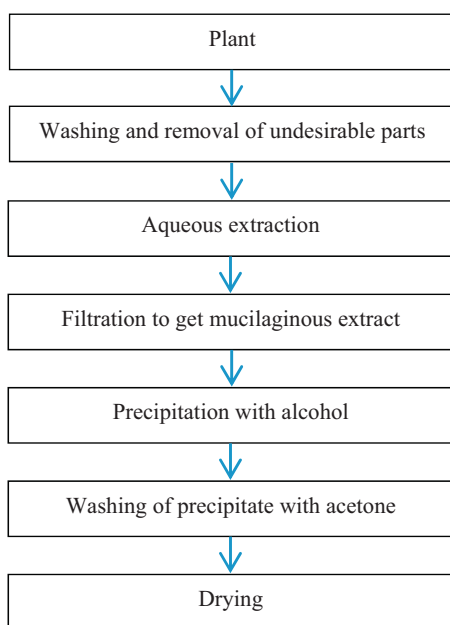 Plant
Washing and removal of undesirable parts
Aqueous extraction
Filtration to get mucilaginous extract
Precipitation with alcohol
Washing of precipitate with acetone
Drying